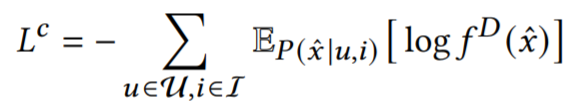 L^c = − ∑_{u∈𝒰,i∈ℐ} 𝔼_{P(x̂|u,i)} [ log f^D(x̂) ]